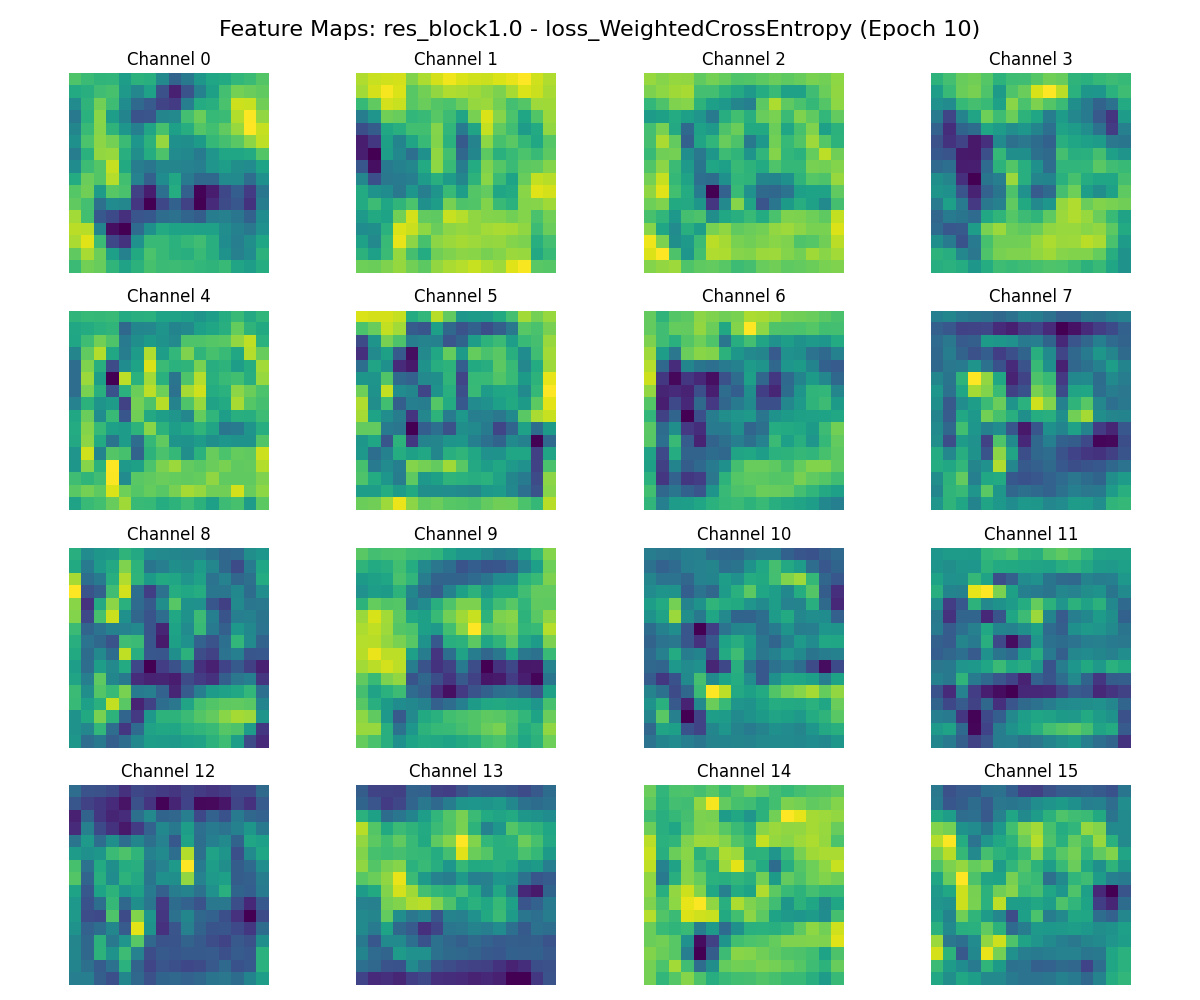 Feature Maps: res_block1.0 - loss_WeightedCrossEntropy (Epoch 10)
Channel 0 Channel 1 Channel 2 Channel 3
Channel 4 Channel 5 Channel 6 Channel 7
Channel 8 Channel 9 Channel 10 Channel 11
Channel 12 Channel 13 Channel 14 Channel 15